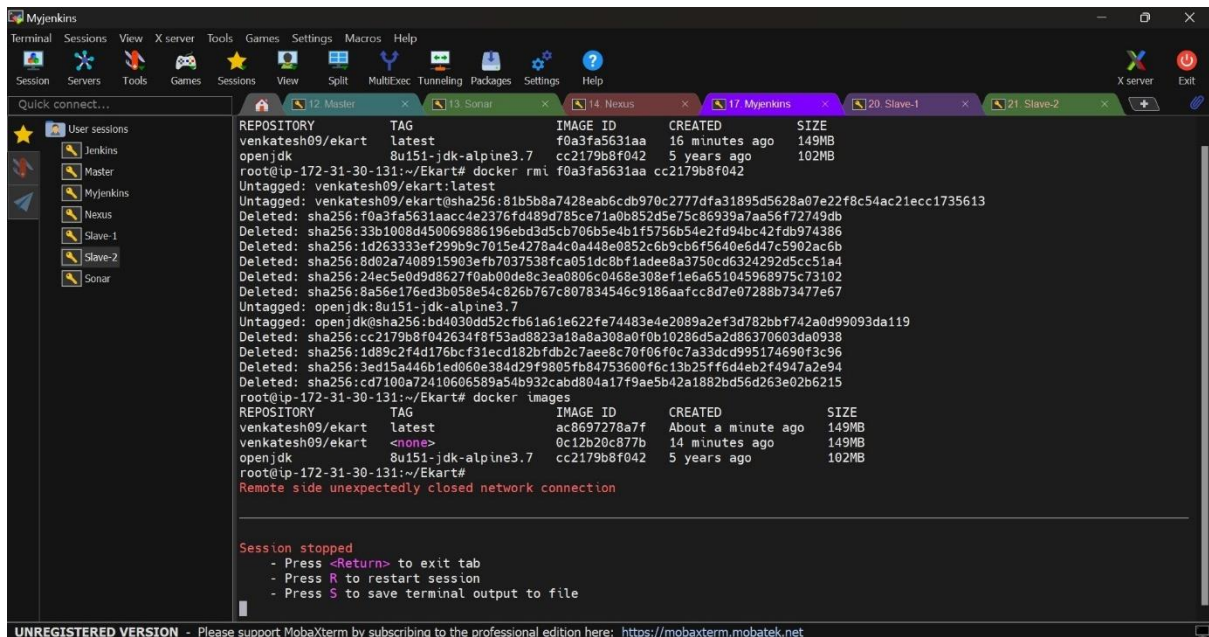 Myjenkins
Terminal Sessions View X server Tools Games Settings Macros Help
Session Servers Tools Games Sessions View Split MultiExec Tunneling Packages Settings Help X server Exit
Quick connect... 12. Master 13. Sonar 14. Nexus 17. Myjenkins 20. Slave-1 21. Slave-2
User sessions
Jenkins
Master
Myjenkins
Nexus
Slave-1
Slave-2
Sonar
REPOSITORY TAG IMAGE ID CREATED SIZE
venkatesh09/ekart latest f0a3fa5631aa 16 minutes ago 149MB
openjdk 8u151-jdk-alpine3.7 cc2179b8f042 5 years ago 102MB
root@ip-172-31-30-131:~/Ekart# docker rmi f0a3fa5631aa cc2179b8f042
Untagged: venkatesh09/ekart:latest
Untagged: venkatesh09/ekart@sha256:81b5b8a7428eab6cdb970c2777dfa31895d5628a07e22f8c54ac21ecc1735613
Deleted: sha256:f0a3fa5631aacc4e2376fd489d785ce71a0b852d5e75c86939a7aa56f72749db
Deleted: sha256:33b1008d450069886196ebd3d5cb706b5e4b1f5756b54e2fd94bc42fdb974386
Deleted: sha256:1d263333ef299b9c7015e4278a4c0a448e0852c6b9cb6f5640e6d47c5902ac6b
Deleted: sha256:8d02a7408915903efb7037538fca051dc8bf1adee8a3750cd6324292d5cc51a4
Deleted: sha256:24ec5e0d9d8627f0ab00de8c3ea0806c0468e308ef1e6a651045968975c73102
Deleted: sha256:8a56e176ed3b058e54c826b767c807834546c9186aafcc8d7e07288b73477e67
Untagged: openjdk:8u151-jdk-alpine3.7
Untagged: openjdk@sha256:bd4030dd52cfb61a61e622fe74483e4e2089a2ef3d782bbf742a0d99093da119
Deleted: sha256:cc2179b8f042634f8f53ad8823a18a8a308a0f0b10286d5a2d86370603da0938
Deleted: sha256:1d89c2f4d176bcf31ecd182bfdb2c7aee8c70f06f0c7a33dcd995174690f3c96
Deleted: sha256:3ed15a446b1ed060e384d29f9805fb84753600f6c13b25ff6d4eb2f4947a2e94
Deleted: sha256:cd7100a72410606589a54b932cabd804a17f9ae5b42a1882bd56d263e02b6215
root@ip-172-31-30-131:~/Ekart# docker images
REPOSITORY TAG IMAGE ID CREATED SIZE
venkatesh09/ekart latest ac8697278a7f About a minute ago 149MB
venkatesh09/ekart <none> 0c12b20c877b 14 minutes ago 149MB
openjdk 8u151-jdk-alpine3.7 cc2179b8f042 5 years ago 102MB
root@ip-172-31-30-131:~/Ekart#
Remote side unexpectedly closed network connection
Session stopped
- Press <Return> to exit tab
- Press R to restart session
- Press S to save terminal output to file
UNREGISTERED VERSION - Please support MobaXterm by subscribing to the professional edition here: https://mobaxterm.mobatek.net